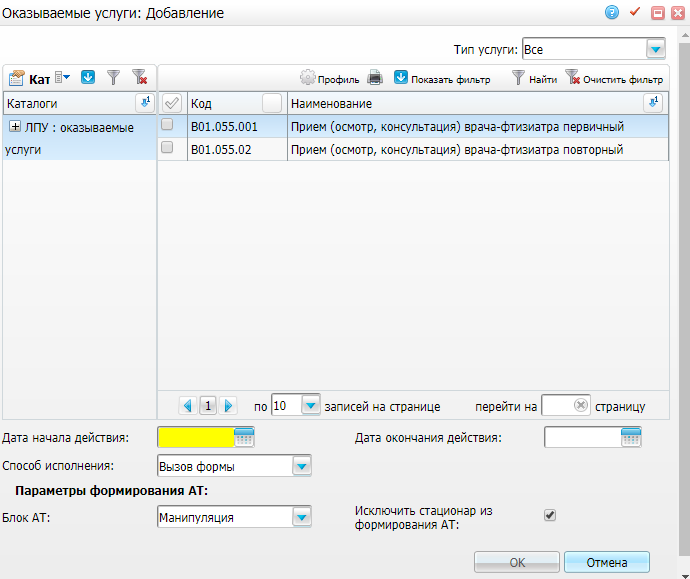 Оказываемые услуги: Добавление
Тип услуги: Все
Кат
Профиль Показать фильтр Найти Очистить фильтр
Каталоги
Код Наименование
ЛПУ : оказываемые
услуги
B01.055.001 Прием (осмотр, консультация) врача-фтизиатра первичный
B01.055.02 Прием (осмотр, консультация) врача-фтизиатра повторный
1 по 10 записей на странице перейти на страницу
Дата начала действия: Дата окончания действия:
Способ исполнения: Вызов формы
Параметры формирования АТ:
Блок АТ: Манипуляция
Исключить стационар из
формирования АТ:
OK Отмена